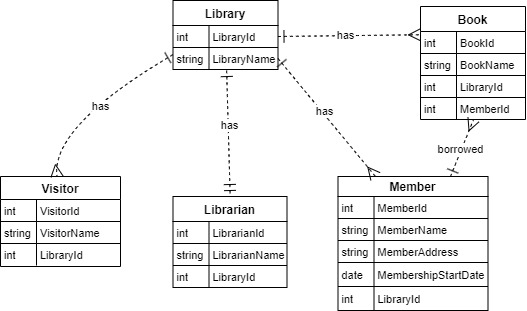 Library
int LibraryId
string LibraryName
Book
int BookId
string BookName
int LibraryId
int MemberId
has
has
has
has
borrowed
Visitor
int VisitorId
string VisitorName
int LibraryId
Librarian
int LibrarianId
string LibrarianName
int LibraryId
Member
int MemberId
string MemberName
string MemberAddress
date MembershipStartDate
int LibraryId